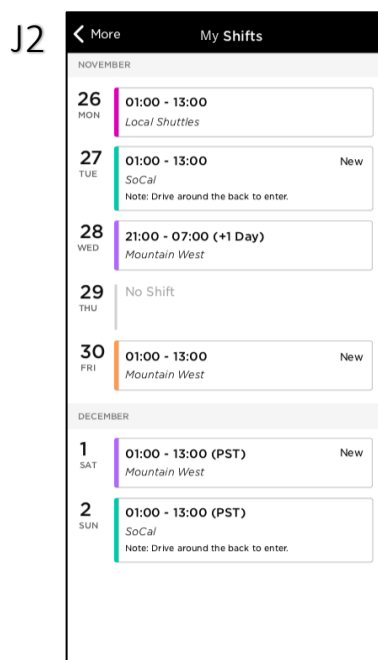 J2
More
My Shifts
NOVEMBER
26
MON
01:00 - 13:00
Local Shuttles
27
TUE
01:00 - 13:00 New
SoCal
Note: Drive around the back to enter.
28
WED
21:00 - 07:00 (+1 Day)
Mountain West
29
THU
No Shift
30
FRI
01:00 - 13:00 New
Mountain West
DECEMBER
1
SAT
01:00 - 13:00 (PST) New
Mountain West
2
SUN
01:00 - 13:00 (PST)
SoCal
Note: Drive around the back to enter.